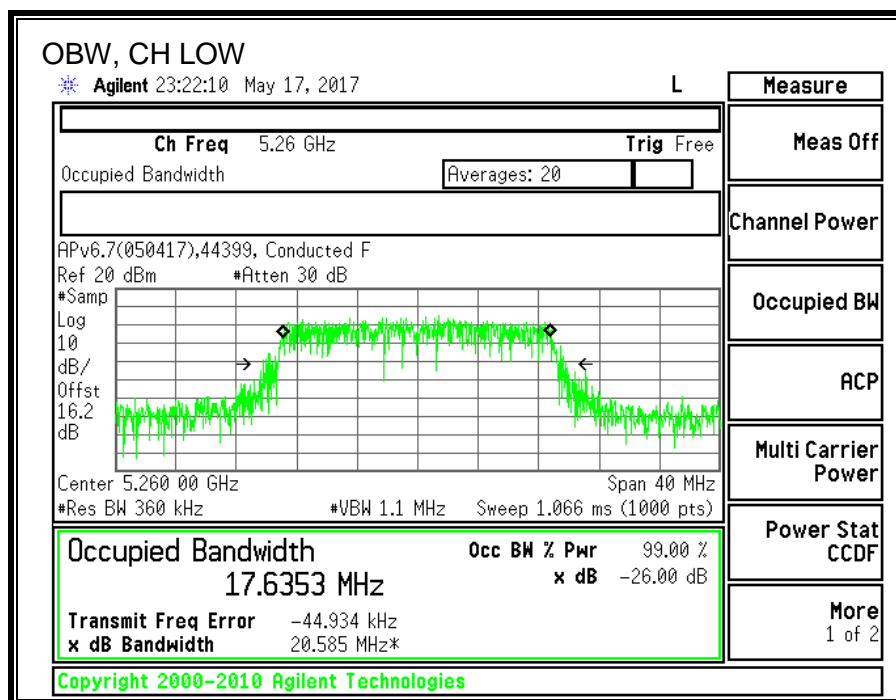 OBW, CH LOW
Agilent 23:22:10 May 17, 2017 L
Measure
Ch Freq 5.26 GHz Trig Free
Meas Off
Occupied Bandwidth Averages: 20
Channel Power
APv6.7(050417),44399, Conducted F
Ref 20 dBm #Atten 30 dB
#Samp
Log
10
dB/
Offst
16.2
dB
Occupied BW
ACP
Center 5.260 00 GHz Span 40 MHz
#Res BW 360 kHz #VBW 1.1 MHz Sweep 1.066 ms (1000 pts)
Multi Carrier
Power
Occupied Bandwidth Occ BW % Pwr 99.00 %
17.6353 MHz x dB -26.00 dB
Power Stat
CCDF
Transmit Freq Error -44.934 kHz
x dB Bandwidth 20.585 MHz*
More
1 of 2
Copyright 2000-2010 Agilent Technologies